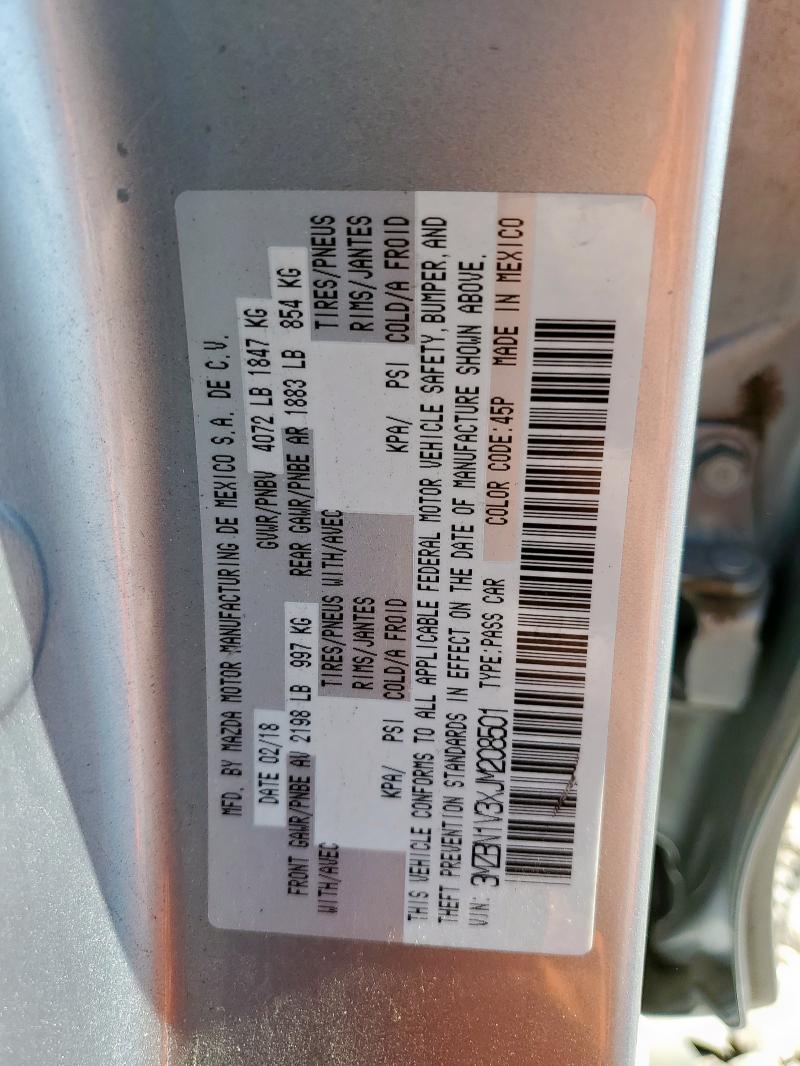 MFD. BY MAZDA MOTOR MANUFACTURING DE MEXICO S.A. DE C.V.
DATE 02/18 GVWR/PNBV 4072 LB 1847 KG
FRONT GAWR/PNBE AV 2198 LB 997 KG REAR GAWR/PNBE AR 1883 LB 854 KG
WITH/AVEC TIRES/PNEUS WITH/AVEC TIRES/PNEUS
RIMS/JANTES RIMS/JANTES
KPA/ PSI COLD/A FROID KPA/ PSI COLD/A FROID
THIS VEHICLE CONFORMS TO ALL APPLICABLE FEDERAL MOTOR VEHICLE SAFETY, BUMPER, AND
THEFT PREVENTION STANDARDS IN EFFECT ON THE DATE OF MANUFACTURE SHOWN ABOVE.
VIN: 3MZBN1V3XJM208501 TYPE:PASS CAR COLOR CODE:45P MADE IN MEXICO